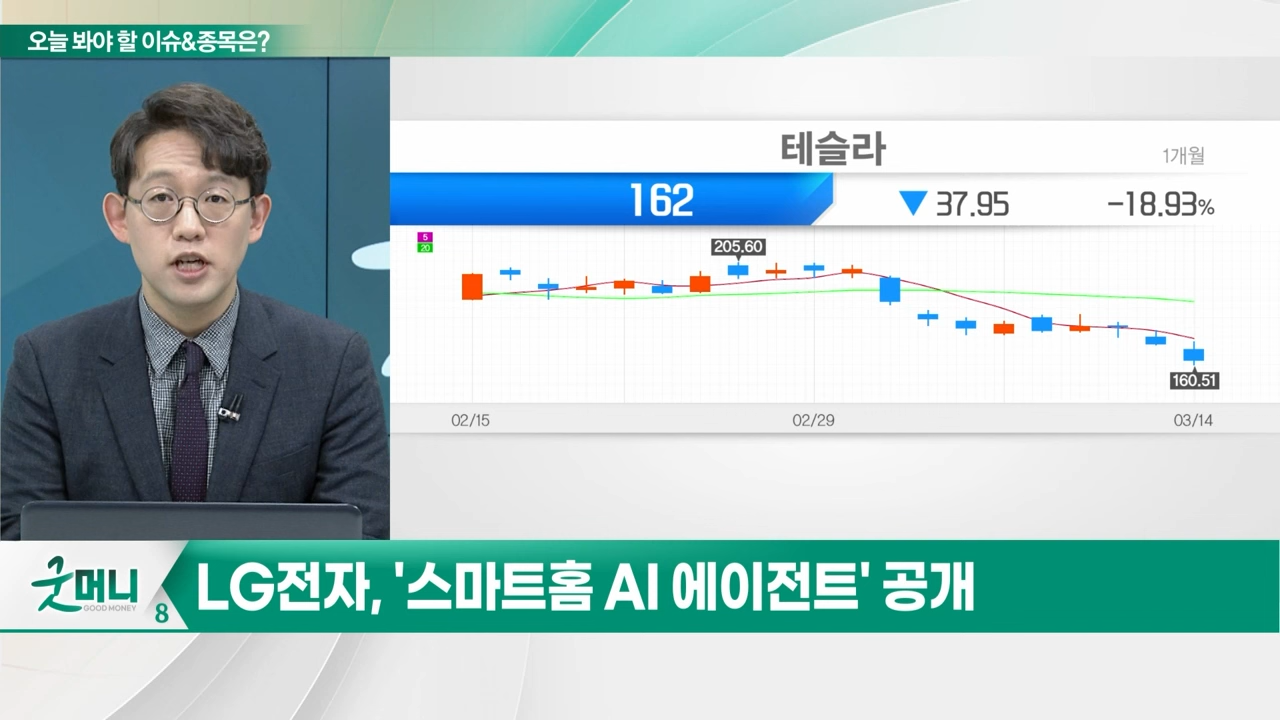 오늘 봐야 할 이슈&종목은?
테슬라
1개월
162
▼ 37.95
-18.93%
5
20
205.60
160.51
02/15
02/29
03/14
굿머니
GOOD MONEY
8
LG전자, '스마트홈 AI 에이전트' 공개